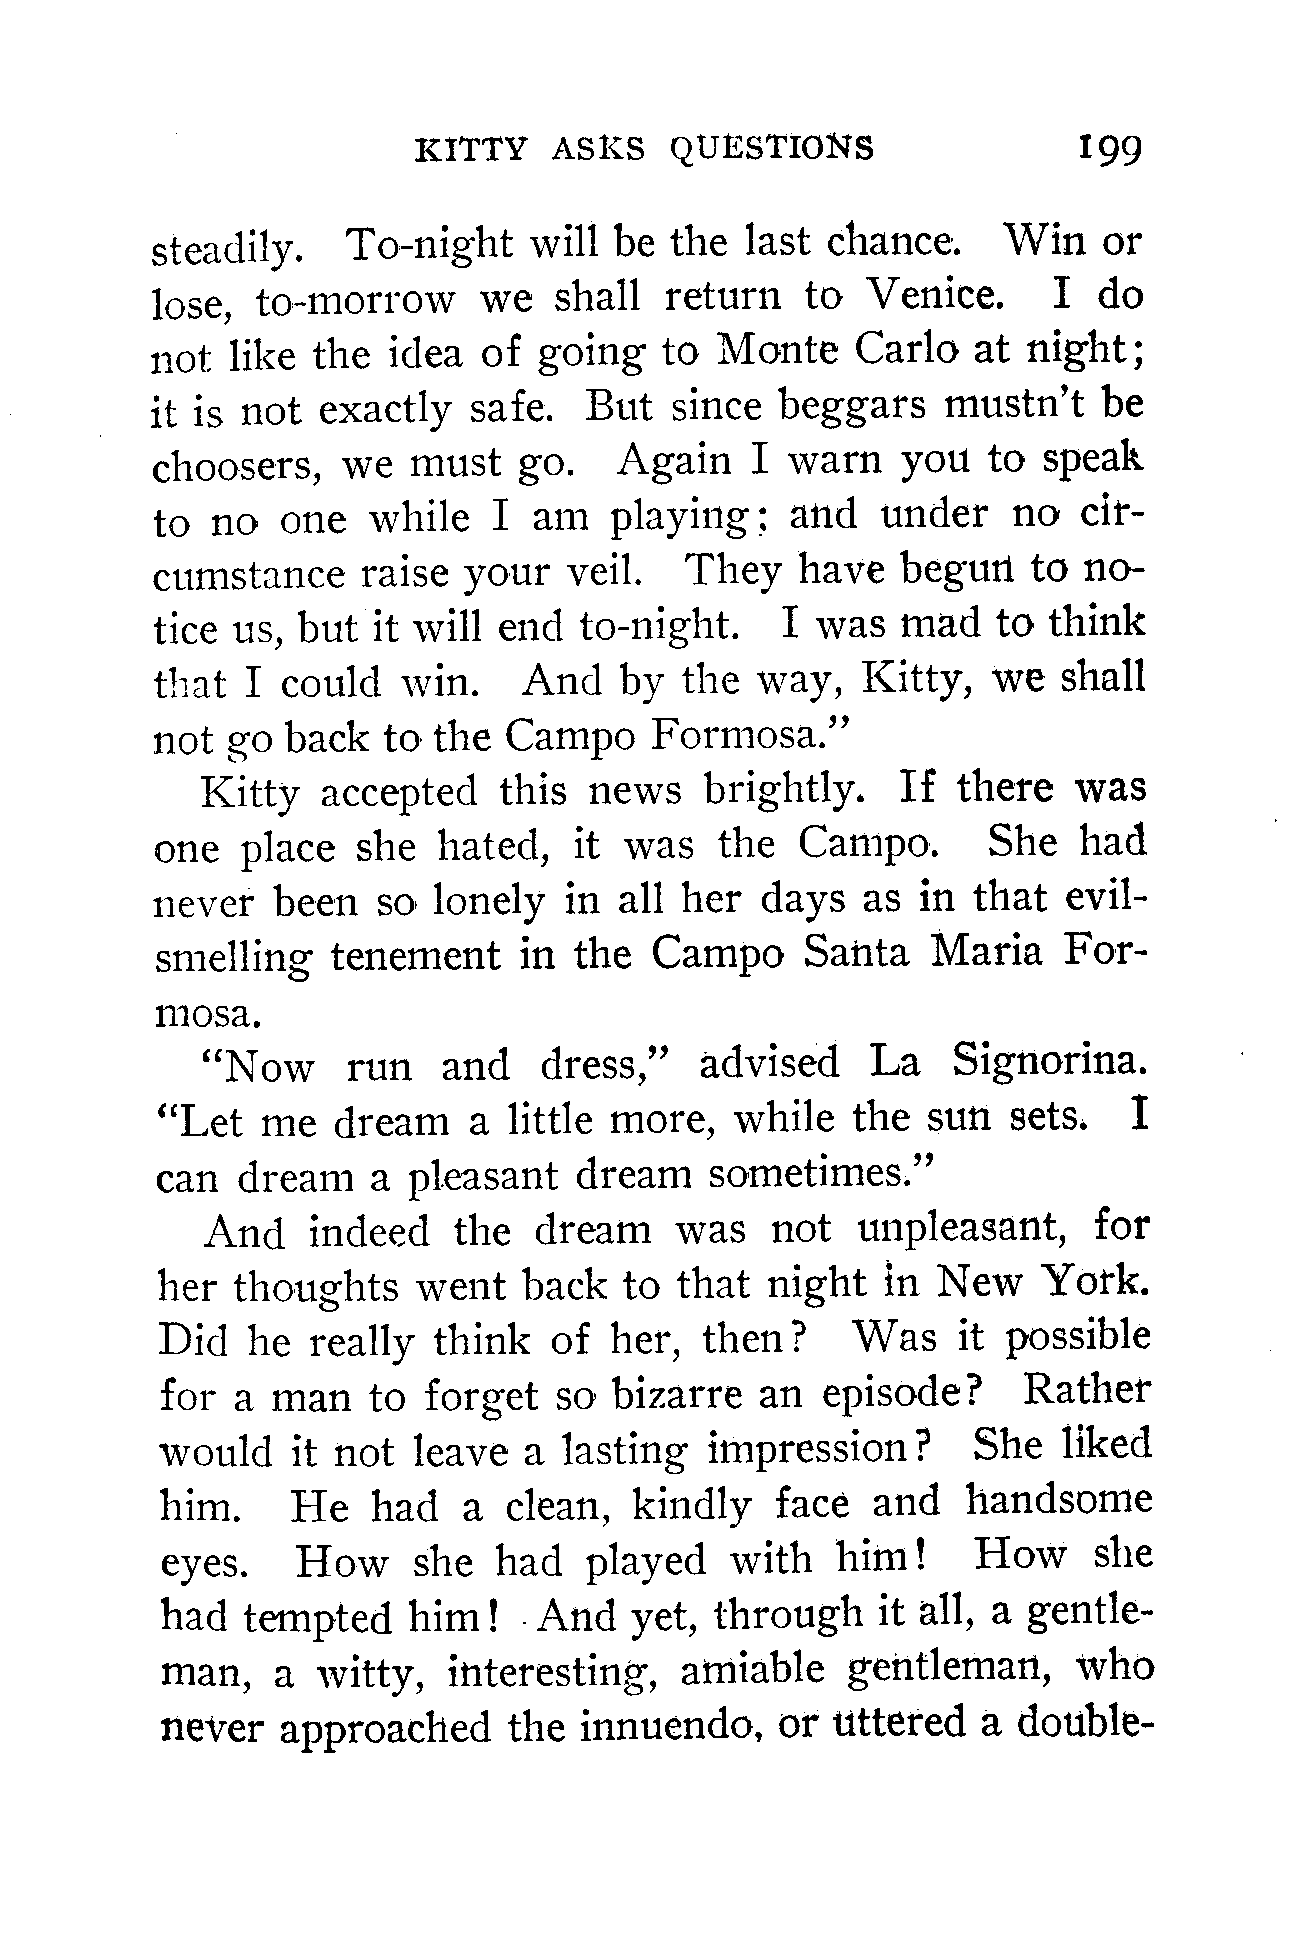 KITTY ASKS QUESTIONS 199
steadily. To-night will be the last chance. Win or
lose, to-morrow we shall return to Venice. I do
not like the idea of going to Monte Carlo at night;
it is not exactly safe. But since beggars mustn't be
choosers, we must go. Again I warn you to speak
to no one while I am playing; and under no cir-
cumstance raise your veil. They have begun to no-
tice us, but it will end to-night. I was mad to think
that I could win. And by the way, Kitty, we shall
not go back to the Campo Formosa."
Kitty accepted this news brightly. If there was
one place she hated, it was the Campo. She had
never been so lonely in all her days as in that evil-
smelling tenement in the Campo Santa Maria For-
mosa.
"Now run and dress," advised La Signorina.
"Let me dream a little more, while the sun sets. I
can dream a pleasant dream sometimes."
And indeed the dream was not unpleasant, for
her thoughts went back to that night in New York.
Did he really think of her, then? Was it possible
for a man to forget so bizarre an episode? Rather
would it not leave a lasting impression? She liked
him. He had a clean, kindly face and handsome
eyes. How she had played with him! How she
had tempted him! And yet, through it all, a gentle-
man, a witty, interesting, amiable gentleman, who
never approached the innuendo, or uttered a double-